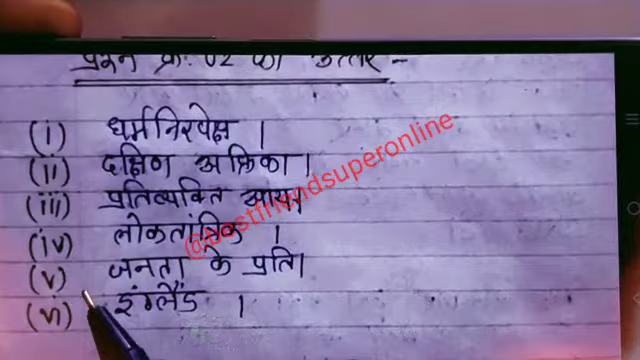 प्रश्न क्र. 02 का उत्तर -
(i) धर्मनिरपेक्ष ।
(ii) दक्षिण अफ्रिका ।
(iii) प्रतिव्यक्ति आय।
(iv) लोकतांत्रिक ।
(v) जनता के प्रति।
(vi) इंग्लैंड ।
@bestfriendsuperonline